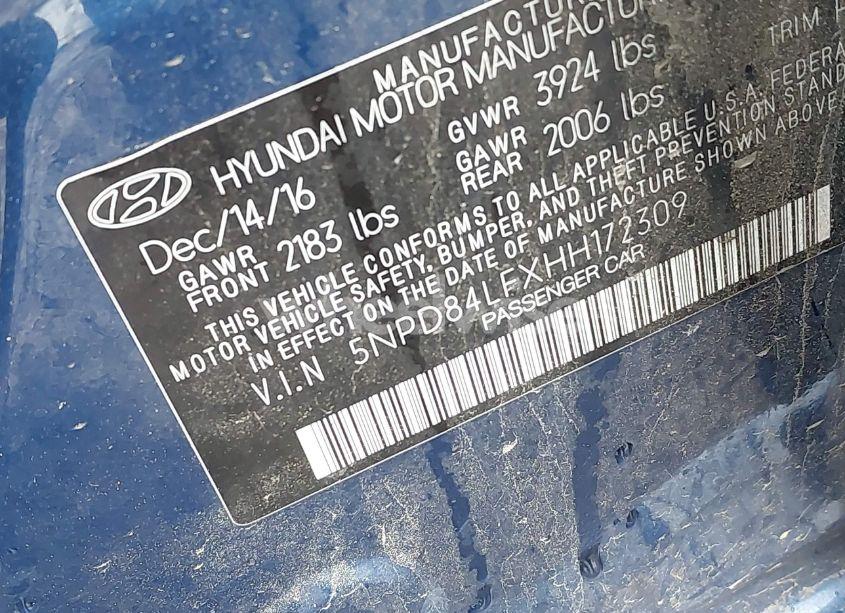 MANUFACTU
HYUNDAI MOTOR MANUFACTU
Dec/14/16
GVWR 3924 lbs
TRIM
GAWR FRONT 2183 lbs
GAWR REAR 2006 lbs
THIS VEHICLE CONFORMS TO ALL APPLICABLE U.S.A. FEDERA
MOTOR VEHICLE SAFETY, BUMPER, AND THEFT PREVENTION STAND
IN EFFECT ON THE DATE OF MANUFACTURE SHOWN ABOVE
V.I.N 5NPD84LFXHH172309
PASSENGER CAR